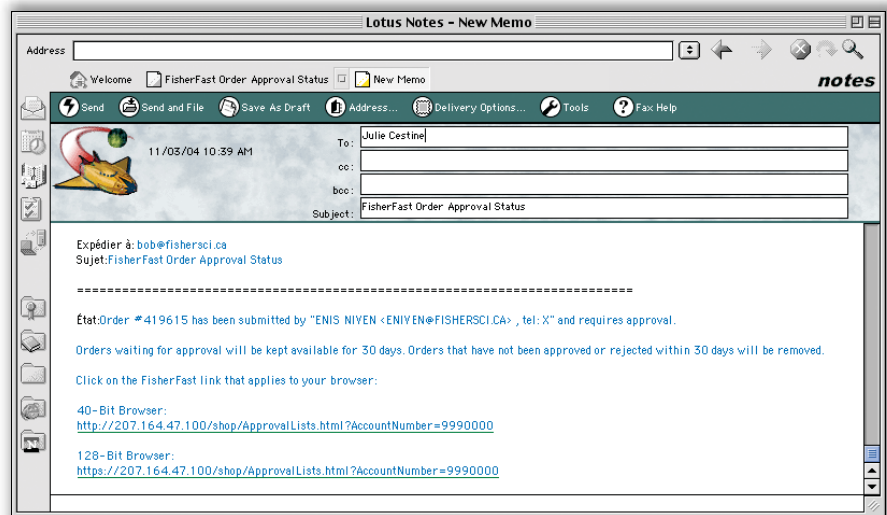 Lotus Notes - New Memo
Address
Welcome FisherFast Order Approval Status New Memo notes
Send Send and File Save As Draft Address... Delivery Options... Tools Fax Help
11/03/04 10:39 AM
To: Julie Cestine
cc:
bcc:
Subject: FisherFast Order Approval Status
Expédier à: bob@fishersci.ca
Sujet:FisherFast Order Approval Status
==========================================================================
État:Order #419615 has been submitted by "ENIS NIVEN <ENIVEN@FISHERSCI.CA> , tel: X" and requires approval.
Orders waiting for approval will be kept available for 30 days. Orders that have not been approved or rejected within 30 days will be removed.
Click on the FisherFast link that applies to your browser:
40-Bit Browser:
http://207.164.47.100/shop/ApprovalLists.html?AccountNumber=9990000
128-Bit Browser:
https://207.164.47.100/shop/ApprovalLists.html?AccountNumber=9990000